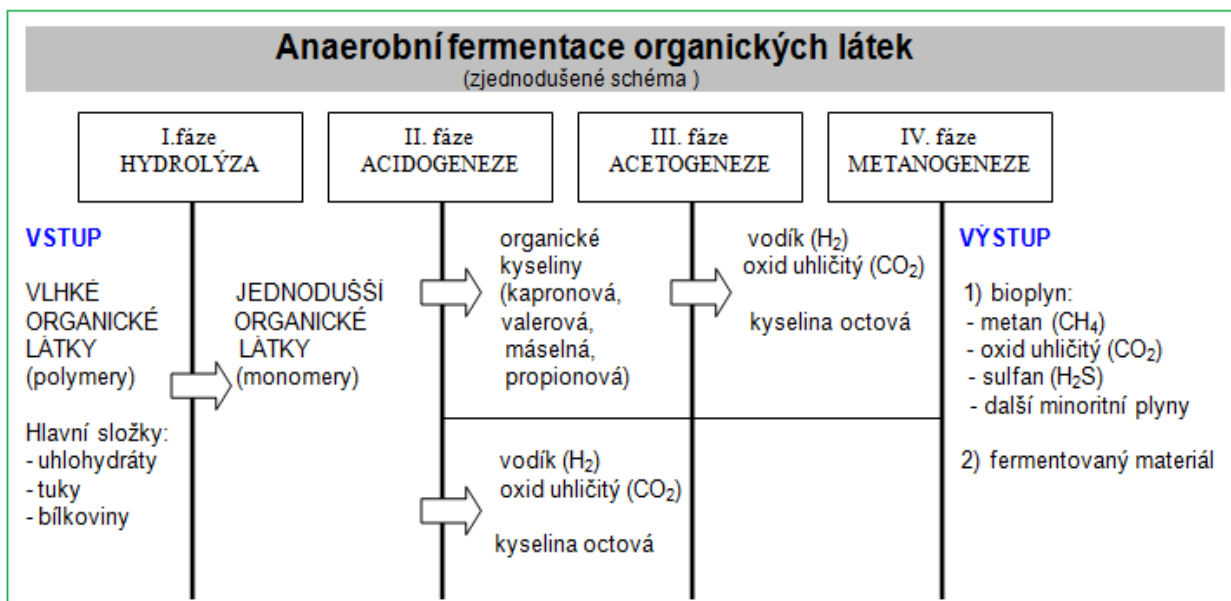 Anaerobní fermentace organických látek
(zjednodušené schéma )
I.fáze
HYDROLÝZA
II. fáze
ACIDOGENEZE
III. fáze
ACETOGENEZE
IV. fáze
METANOGENEZE
VSTUP
VLHKÉ
ORGANICKÉ
LÁTKY
(polymery)
Hlavní složky:
- uhlohydráty
- tuky
- bílkoviny
JEDNODUŠŠÍ
ORGANICKÉ
LÁTKY
(monomery)
organické
kyseliny
(kapronová,
valerová,
máselná,
propionová)
vodík (H₂)
oxid uhličitý (CO₂)
kyselina octová
vodík (H₂)
oxid uhličitý (CO₂)
kyselina octová
VÝSTUP
1) bioplyn:
- metan (CH₄)
- oxid uhličitý (CO₂)
- sulfan (H₂S)
- další minoritní plyny
2) fermentovaný materiál